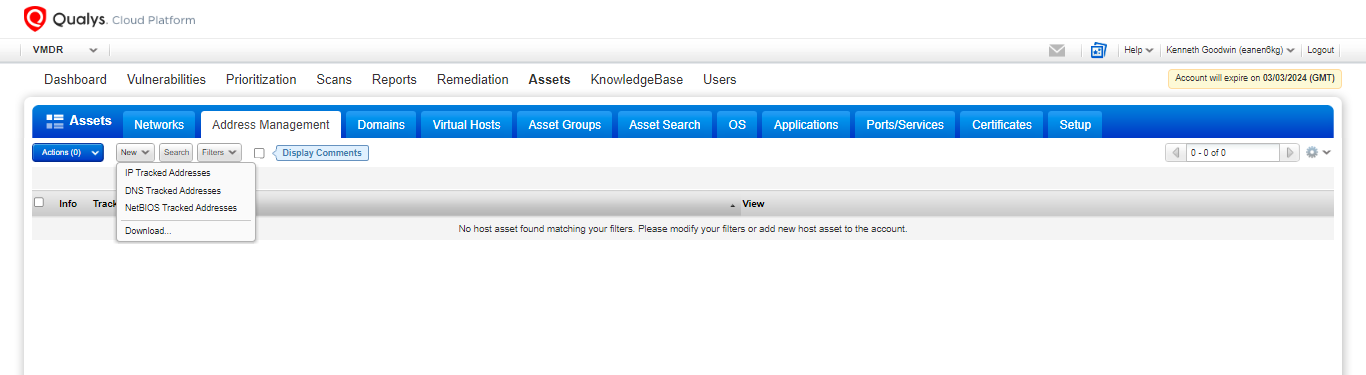 Qualys. Cloud Platform
VMDR Help Kenneth Goodwin (eanen6kg) Logout
Dashboard Vulnerabilities Prioritization Scans Reports Remediation Assets KnowledgeBase Users Account will expire on 03/03/2024 (GMT)
Assets Networks Address Management Domains Virtual Hosts Asset Groups Asset Search OS Applications Ports/Services Certificates Setup
Actions (0) New Search Filters Display Comments 0 - 0 of 0
IP Tracked Addresses
DNS Tracked Addresses
Info Track NetBIOS Tracked Addresses View
Download... No host asset found matching your filters. Please modify your filters or add new host asset to the account.